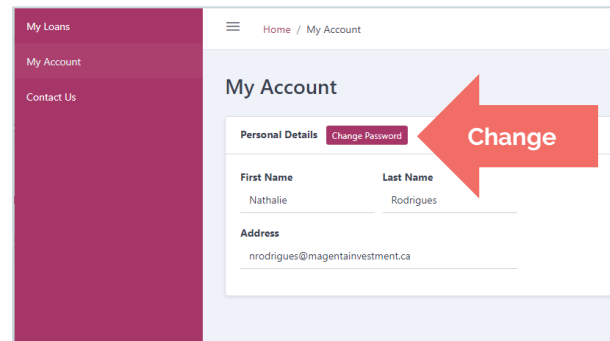 My Loans
My Account
Contact Us
Home / My Account
My Account
Personal Details Change Password
Change
First Name Last Name
Nathalie Rodrigues
Address
nrodrigues@magentainvestment.ca